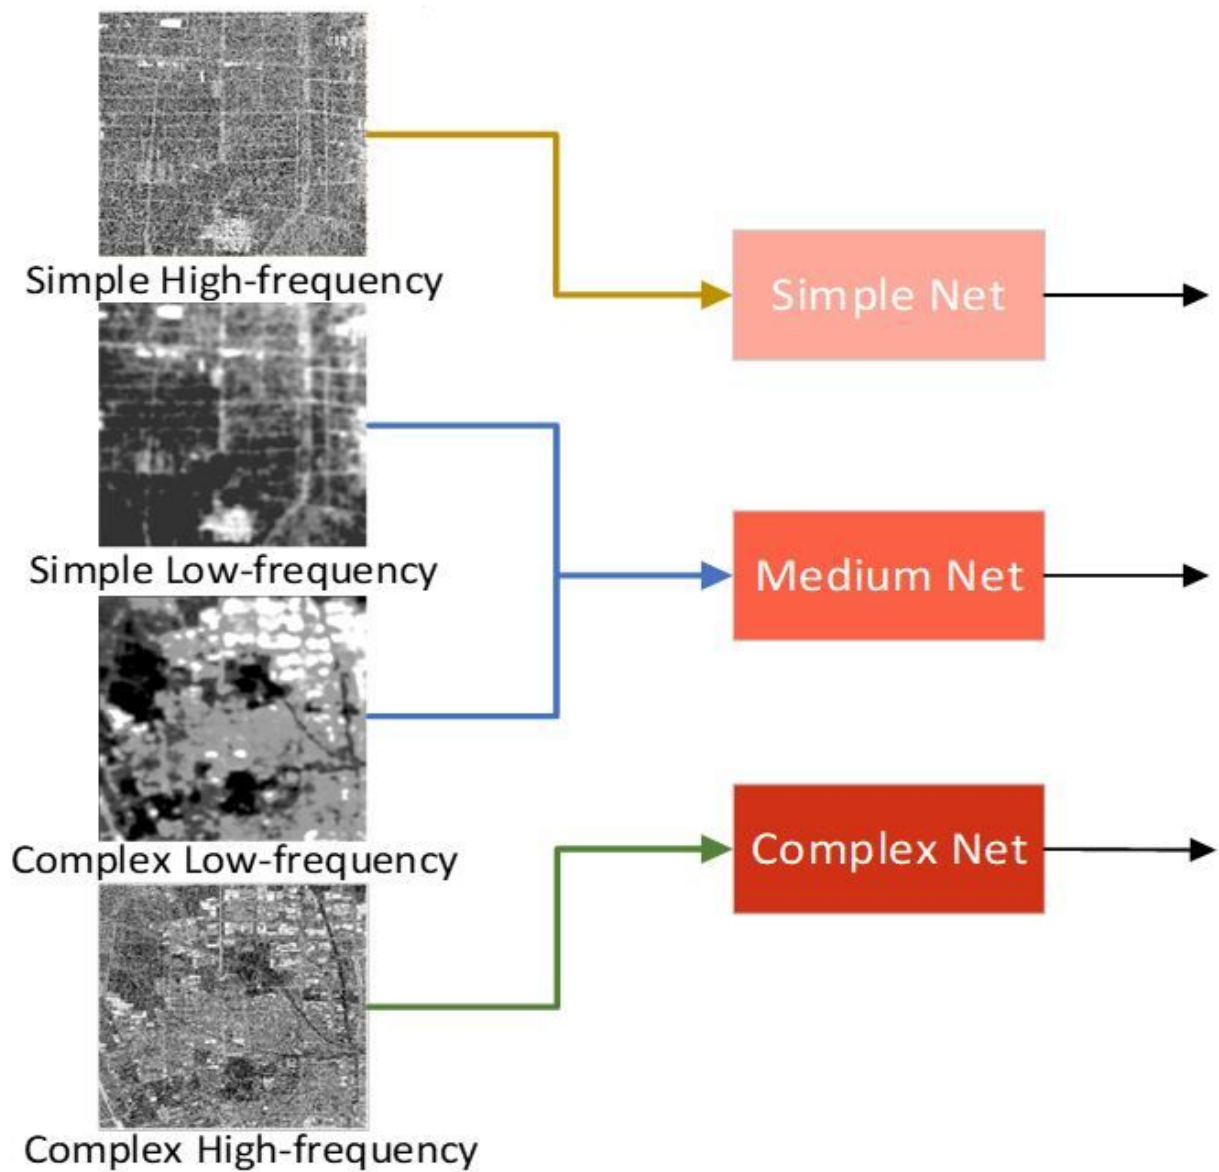 Simple High-frequency
Simple Net
Simple Low-frequency
Medium Net
Complex Low-frequency
Complex Net
Complex High-frequency